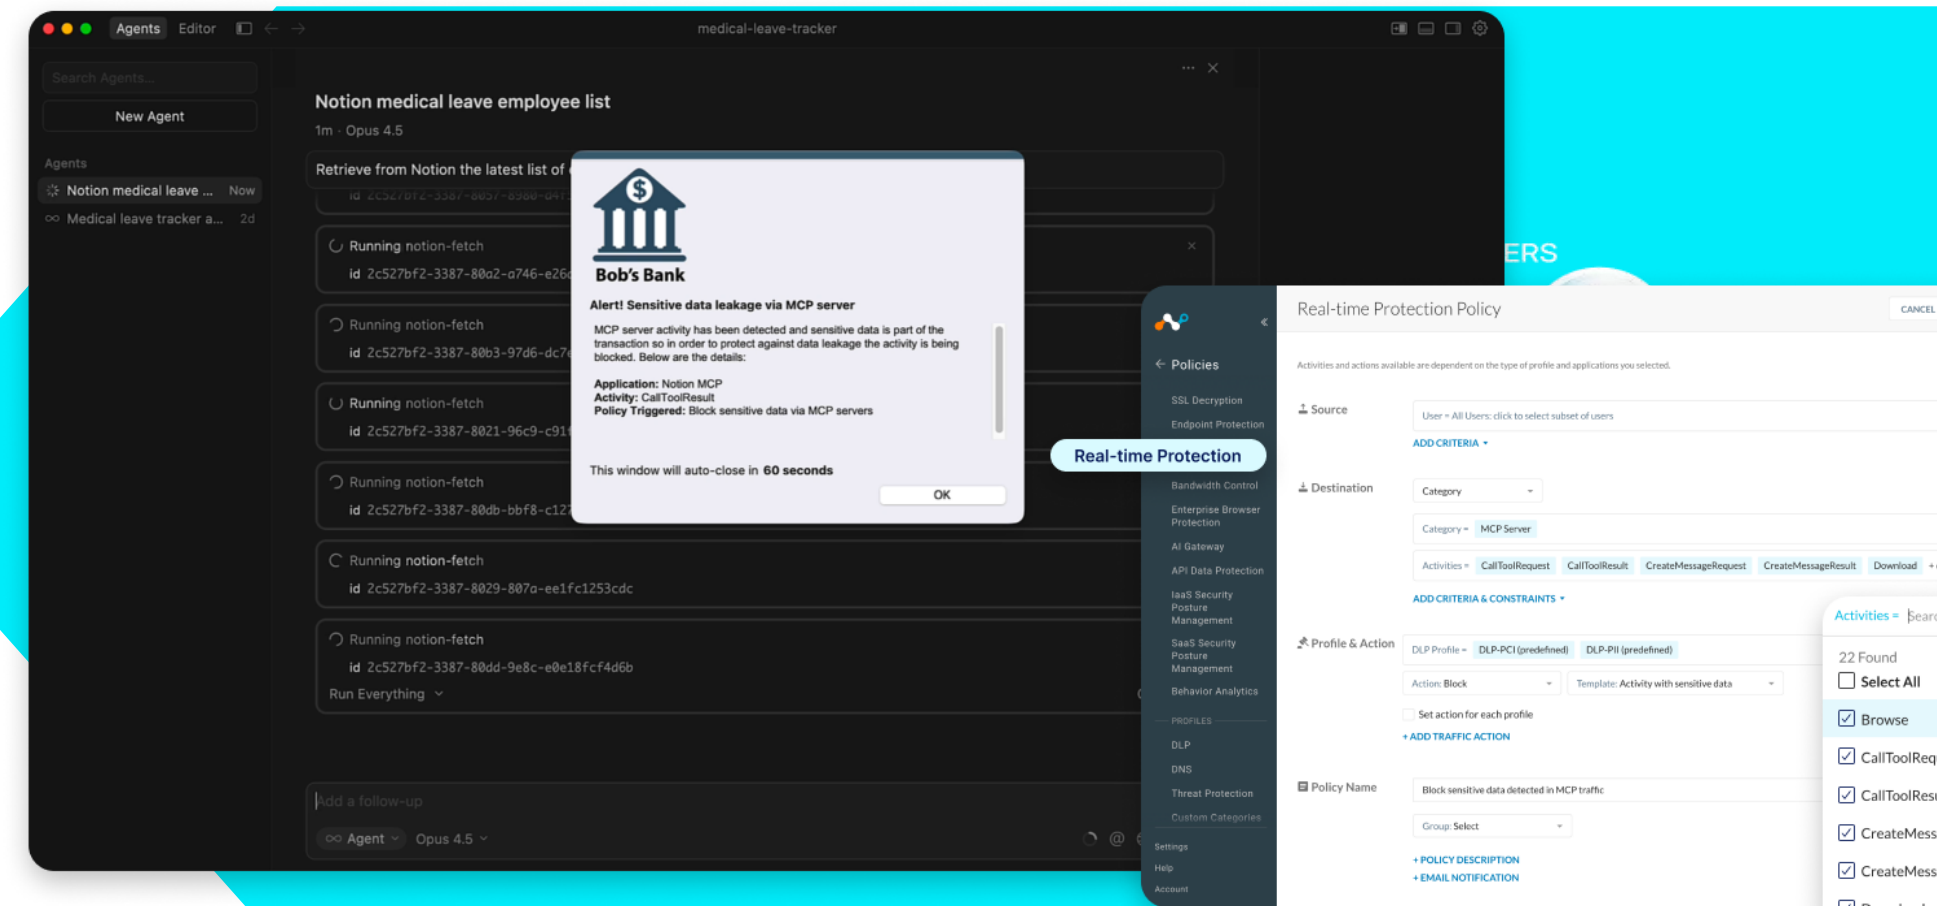 Agents Editor
medical-leave-tracker
Search Agents...
New Agent
Agents
Notion medical leave ... Now
Medical leave tracker a... 2d
Notion medical leave employee list
1m · Opus 4.5
Retrieve from Notion the latest list of
Running notion-fetch
id 2c527bf2-3387-80a2-a746-e26
Running notion-fetch
id 2c527bf2-3387-80b3-97d6-dc7
Running notion-fetch
id 2c527bf2-3387-8021-96c9-c91
Running notion-fetch
id 2c527bf2-3387-80db-bbf8-c12
Running notion-fetch
id 2c527bf2-3387-8029-807a-ee1fc1253cdc
Running notion-fetch
id 2c527bf2-3387-80dd-9e8c-e0e18fcf4d6b
Run Everything
Add a follow-up
Agent Opus 4.5
$
Bob's Bank
Alert! Sensitive data leakage via MCP server
MCP server activity has been detected and sensitive data is part of the
transaction so in order to protect against data leakage the activity is being
blocked. Below are the details:
Application: Notion MCP
Activity: CallToolResult
Policy Triggered: Block sensitive data via MCP servers
This window will auto-close in 60 seconds
OK
ERS
Policies
SSL Decryption
Endpoint Protection
Real-time Protection
Bandwidth Control
Enterprise Browser
Protection
AI Gateway
API Data Protection
IaaS Security
Posture
Management
SaaS Security
Posture
Management
Behavior Analytics
PROFILES
DLP
DNS
Threat Protection
Custom Categories
Settings
Help
Account
Real-time Protection Policy
CANCEL
Activities and actions available are dependent on the type of profile and applications you selected.
Source
User = All Users: click to select subset of users
ADD CRITERIA
Destination
Category
Category = MCP Server
Activities = CallToolRequest CallToolResult CreateMessageRequest CreateMessageResult Download +
ADD CRITERIA & CONSTRAINTS
Profile & Action
DLP Profile = DLP-PCI (predefined) DLP-PII (predefined)
Action: Block Template: Activity with sensitive data
Set action for each profile
+ ADD TRAFFIC ACTION
Policy Name
Block sensitive data detected in MCP traffic
Group: Select
+ POLICY DESCRIPTION
+ EMAIL NOTIFICATION
Activities = Searc
22 Found
Select All
Browse
CallToolReq
CallToolResu
CreateMess
CreateMess